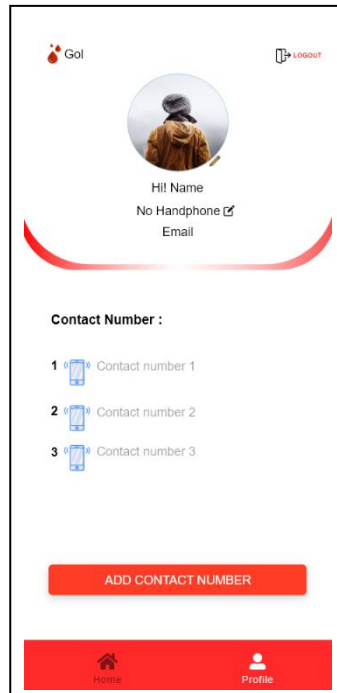 Gol
LOGOUT
Hi! Name
No Handphone
Email
Contact Number :
1 Contact number 1
2 Contact number 2
3 Contact number 3
ADD CONTACT NUMBER
Home
Profile